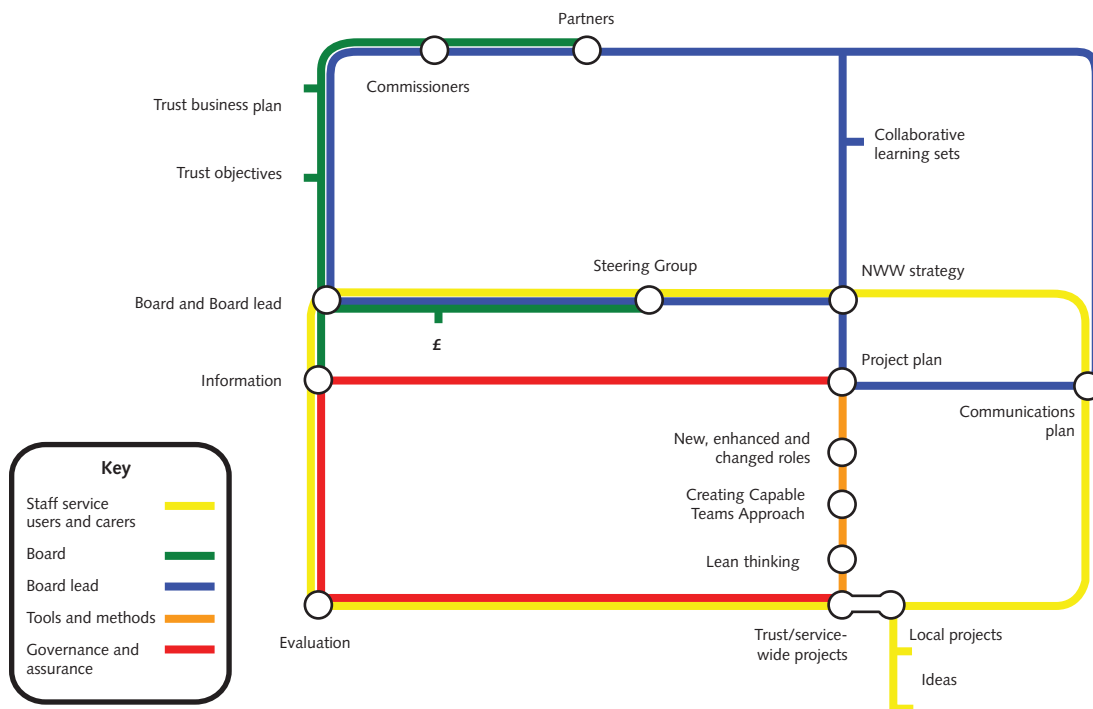 Partners
Commissioners
Trust business plan
Collaborative
learning sets
Trust objectives
Steering Group
NWW strategy
Board and Board lead
£
Project plan
Information
Communications
plan
New, enhanced and
changed roles
Creating Capable
Teams Approach
Lean thinking
Key
Staff service
users and carers
Board
Board lead
Tools and methods
Governance and
assurance
Evaluation
Trust/service-
wide projects
Local projects
Ideas